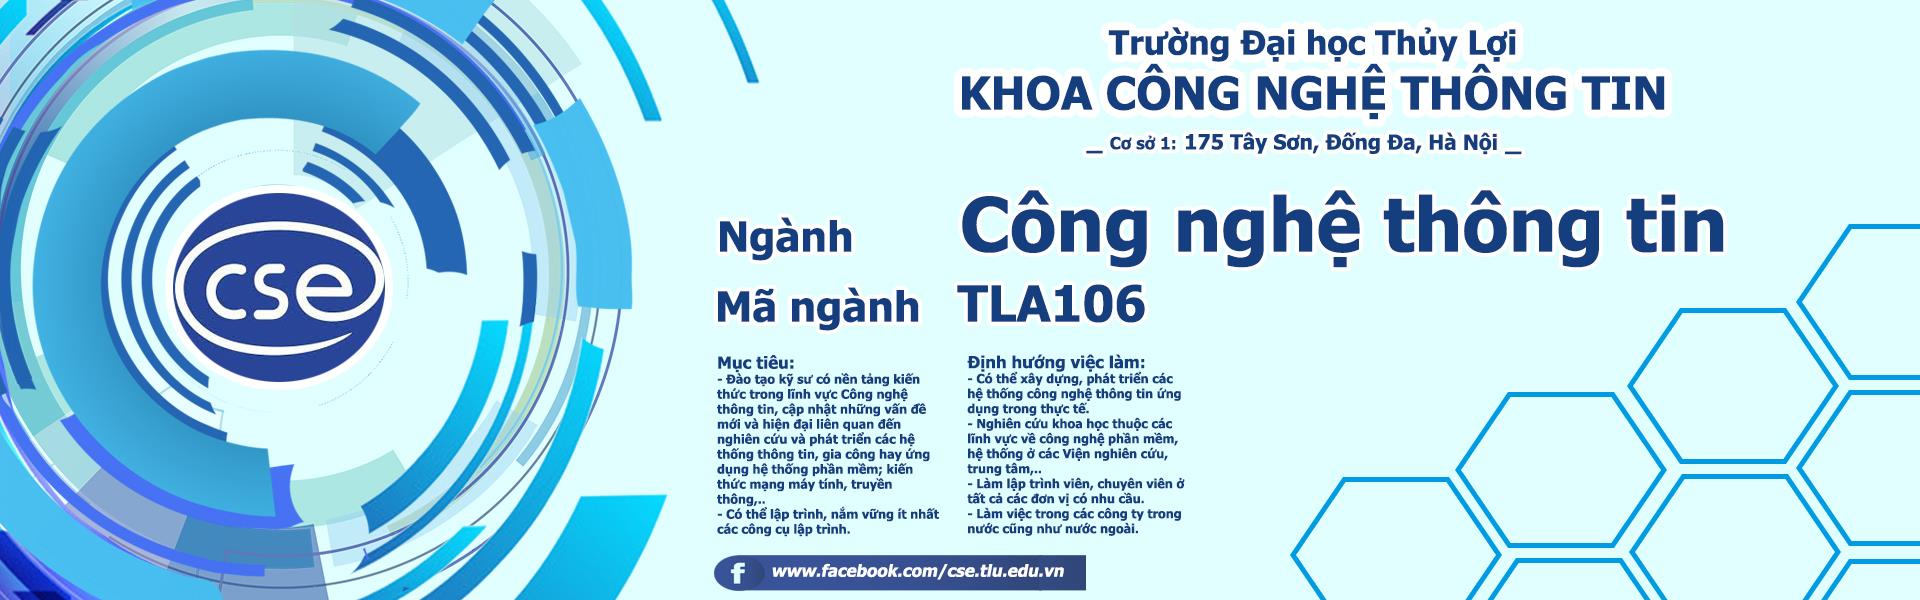 cse
Trường Đại học Thủy Lợi
KHOA CÔNG NGHỆ THÔNG TIN
_ Cơ sở 1: 175 Tây Sơn, Đống Đa, Hà Nội _
Ngành Công nghệ thông tin
Mã ngành TLA106
Mục tiêu:
- Đào tạo kỹ sư có nền tảng kiến
thức trong lĩnh vực Công nghệ
thông tin, cập nhật những vấn đề
mới và hiện đại liên quan đến
nghiên cứu và phát triển các hệ
thống thông tin, gia công hay ứng
dụng hệ thống phần mềm; kiến
thức mạng máy tính, truyền
thông,..
- Có thể lập trình, nắm vững ít nhất
các công cụ lập trình.
Định hướng việc làm:
- Có thể xây dựng, phát triển các
hệ thống công nghệ thông tin ứng
dụng trong thực tế.
- Nghiên cứu khoa học thuộc các
lĩnh vực về công nghệ phần mềm,
hệ thống ở các Viện nghiên cứu,
trung tâm,..
- Làm lập trình viên, chuyên viên ở
tất cả các đơn vị có nhu cầu.
- Làm việc trong các công ty trong
nước cũng như nước ngoài.
f www.facebook.com/cse.tlu.edu.vn